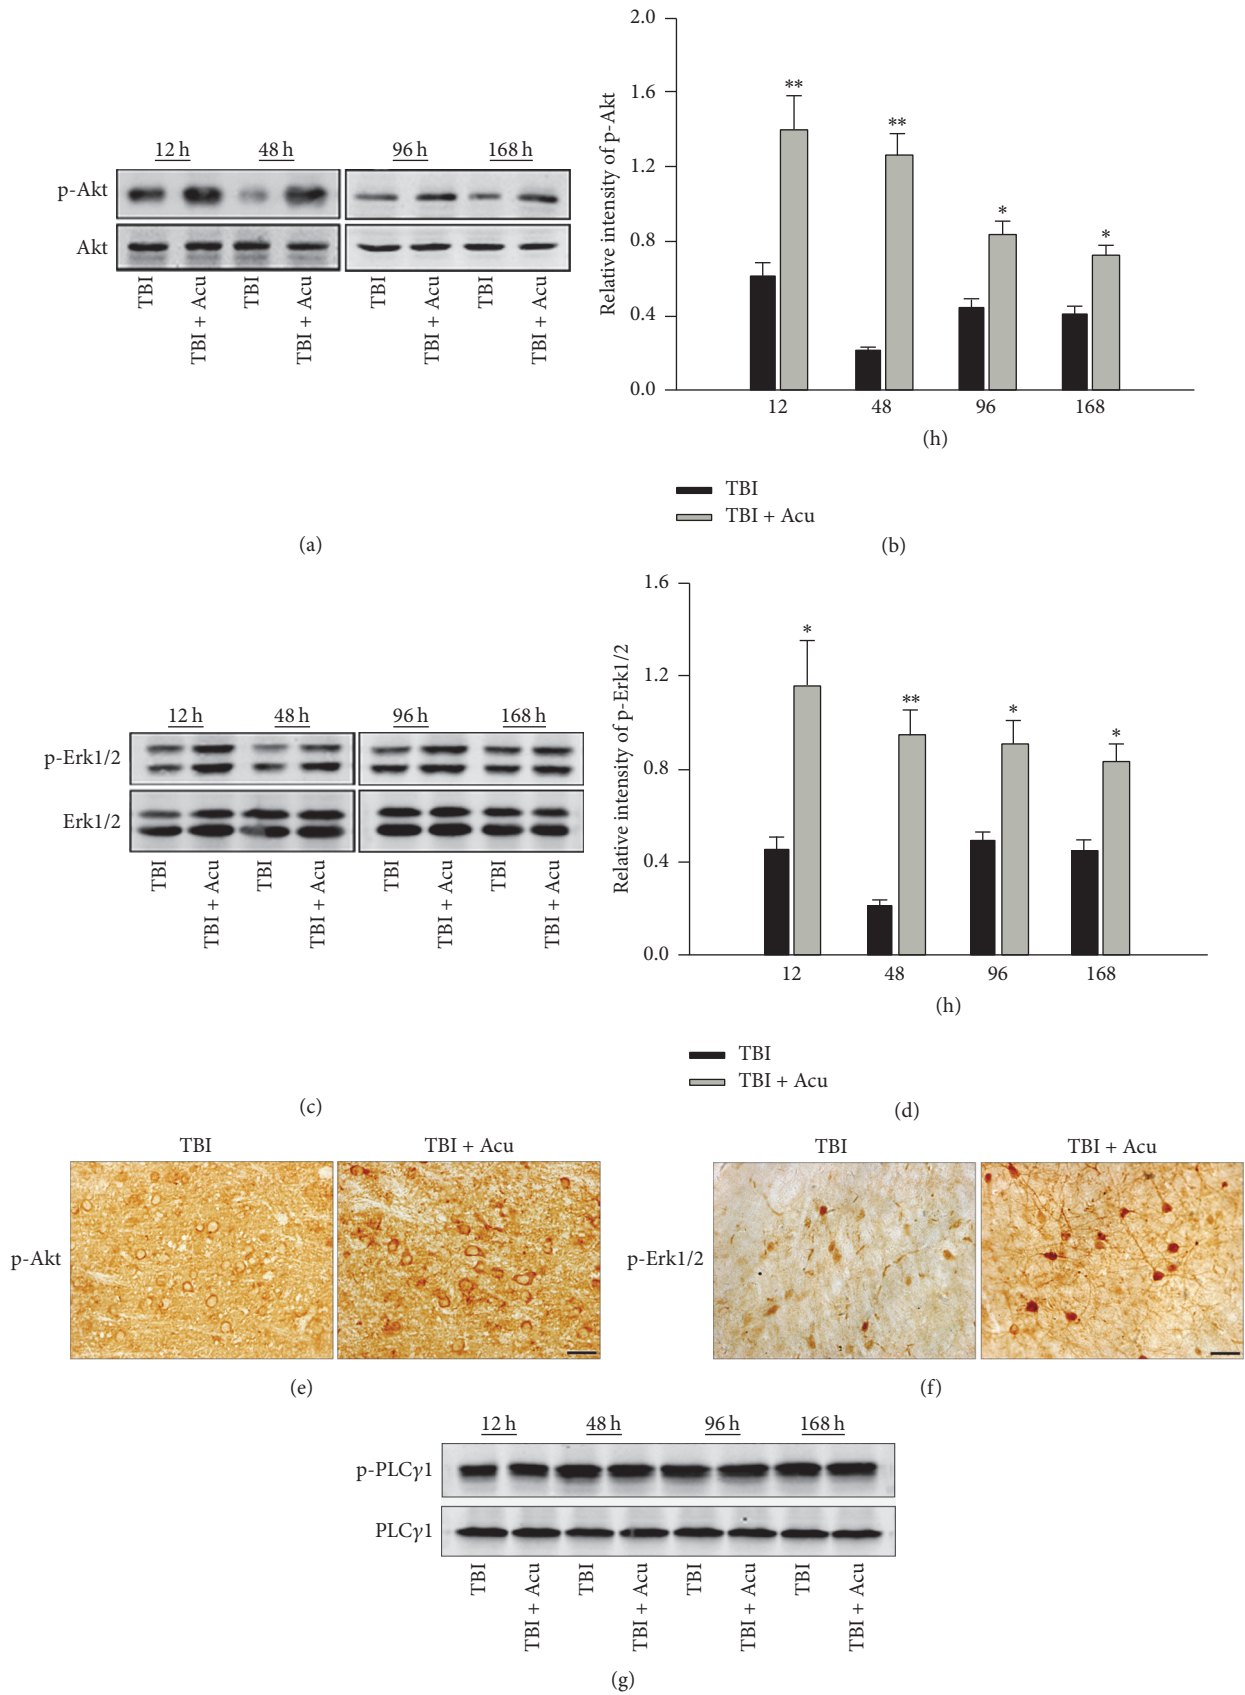 12 h 48 h 96 h 168 h
p-Akt
Akt
TBI TBI + Acu TBI TBI + Acu TBI TBI + Acu TBI TBI + Acu
(a)
Relative intensity of p-Akt
2.0
1.6
1.2
0.8
0.4
0.0
** ** * *
12 48 96 168
(h)
TBI
TBI + Acu
(b)
12 h 48 h 96 h 168 h
p-Erk1/2
Erk1/2
TBI TBI + Acu TBI TBI + Acu TBI TBI + Acu TBI TBI + Acu
(c)
Relative intensity of p-Erk1/2
1.6
1.2
0.8
0.4
0.0
* ** * *
12 48 96 168
(h)
TBI
TBI + Acu
(d)
TBI TBI + Acu
p-Akt
(e)
TBI TBI + Acu
p-Erk1/2
(f)
12 h 48 h 96 h 168 h
p-PLCγ1
PLCγ1
TBI TBI + Acu TBI TBI + Acu TBI TBI + Acu TBI TBI + Acu
(g)